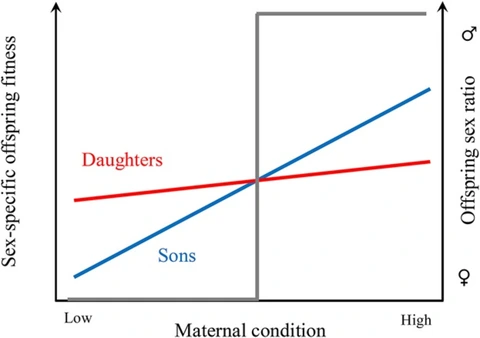 Sex-specific offspring fitness
Daughters
Sons
♂
Offspring sex ratio
♀
Low
High
Maternal condition